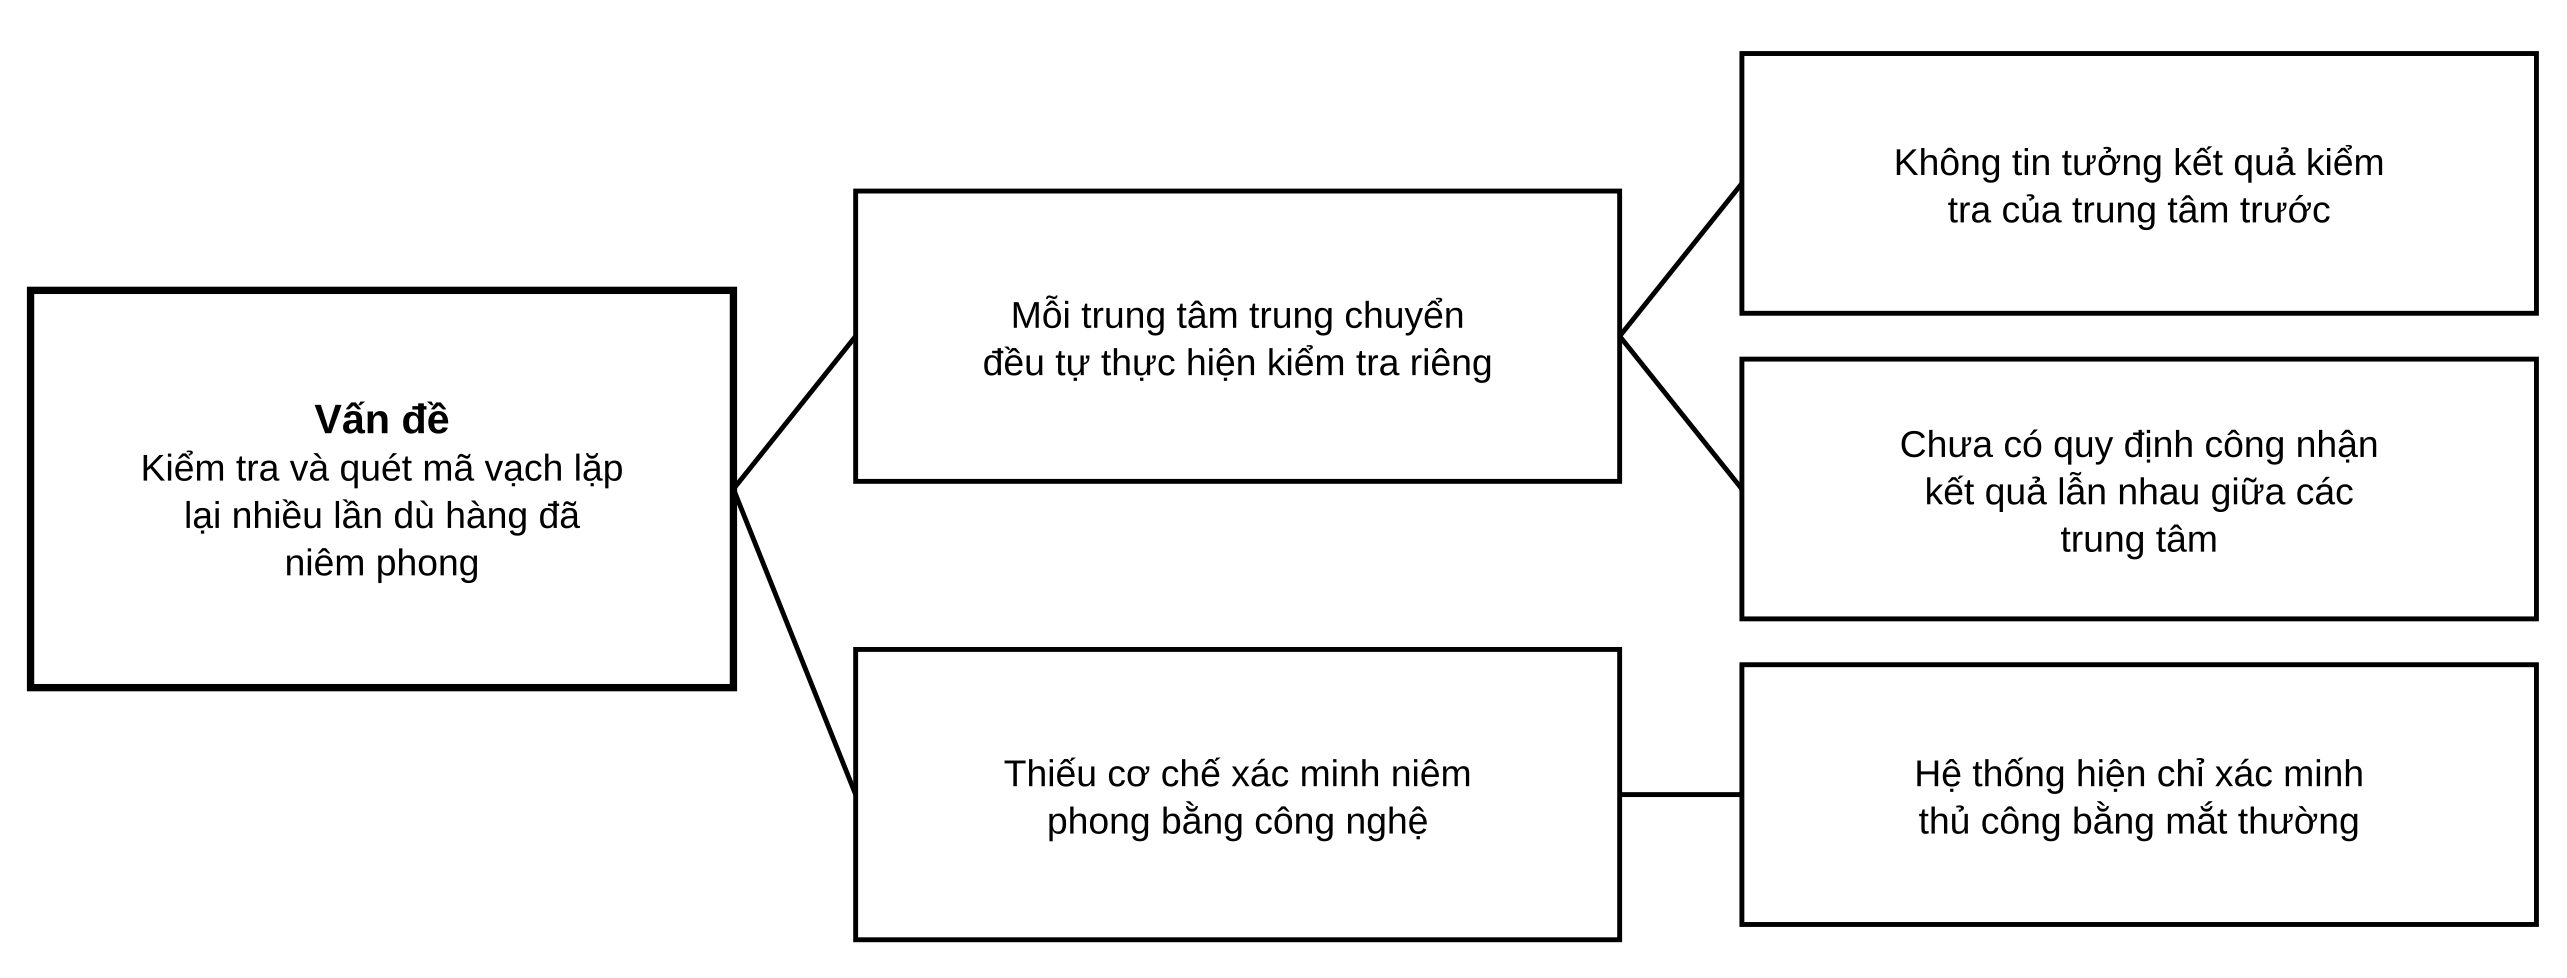 Vấn đề
Kiểm tra và quét mã vạch lặp
lại nhiều lần dù hàng đã
niêm phong
Mỗi trung tâm trung chuyển
đều tự thực hiện kiểm tra riêng
Không tin tưởng kết quả kiểm
tra của trung tâm trước
Chưa có quy định công nhận
kết quả lẫn nhau giữa các
trung tâm
Thiếu cơ chế xác minh niêm
phong bằng công nghệ
Hệ thống hiện chỉ xác minh
thủ công bằng mắt thường